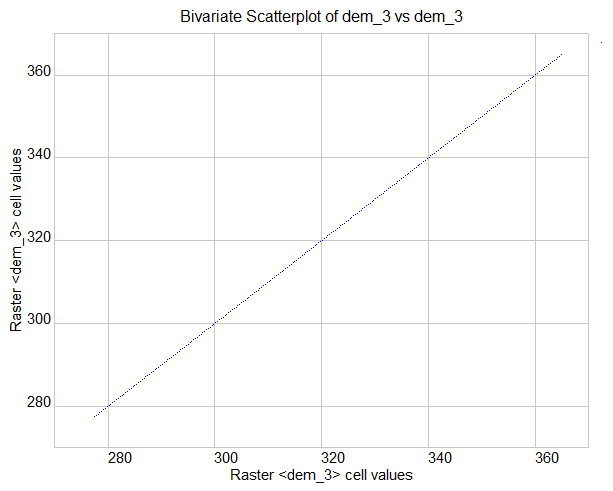 Bivariate Scatterplot of dem_3 vs dem_3
360
340
320
300
280
Raster <dem_3> cell values
280 300 320 340 360
Raster <dem_3> cell values